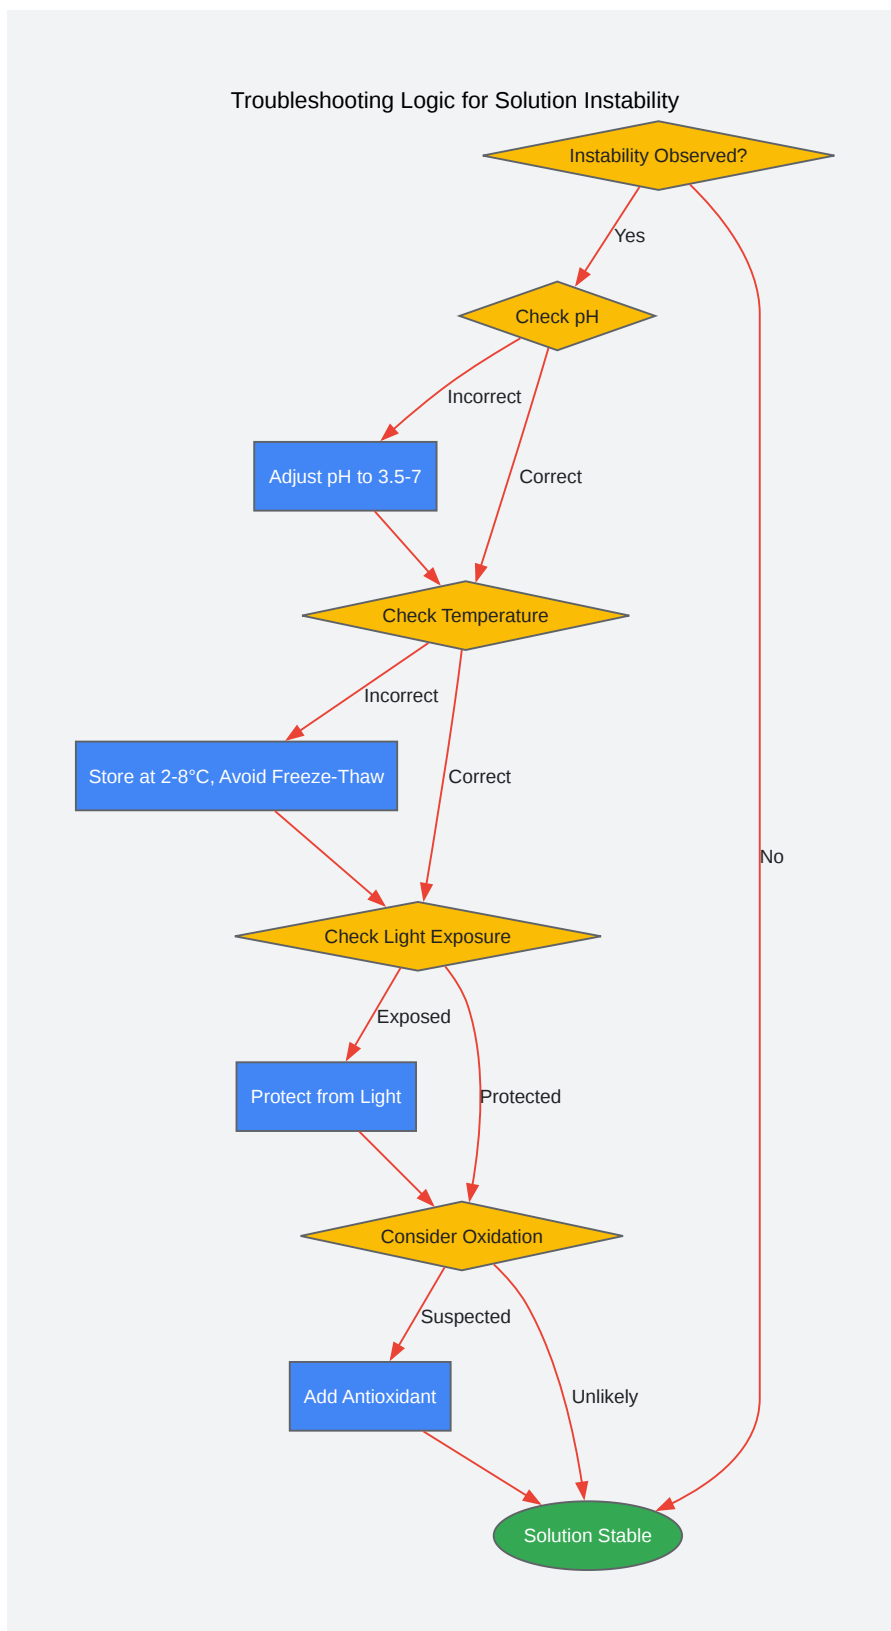 Troubleshooting Logic for Solution Instability
Instability Observed?
Yes
Check pH
Incorrect
Adjust pH to 3.5-7
Correct
Check Temperature
Incorrect
Store at 2-8°C, Avoid Freeze-Thaw
Correct
No
Check Light Exposure
Exposed
Protect from Light
Protected
Consider Oxidation
Suspected
Add Antioxidant
Unlikely
Solution Stable